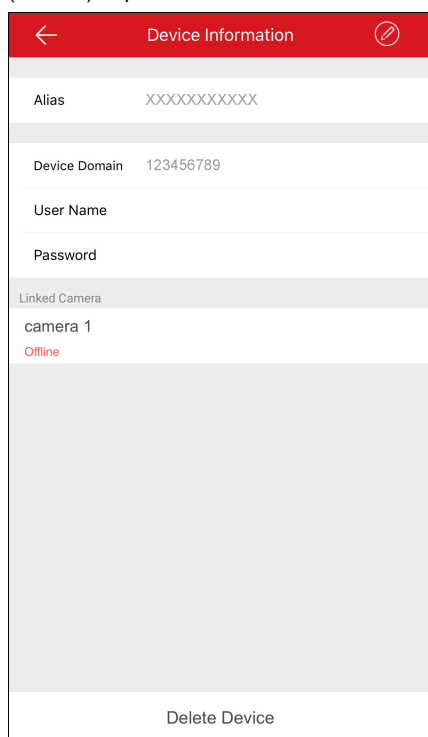 Device Information
Alias XXXXXXXXXXX
Device Domain 123456789
User Name
Password
Linked Camera
camera 1
Offline
Delete Device